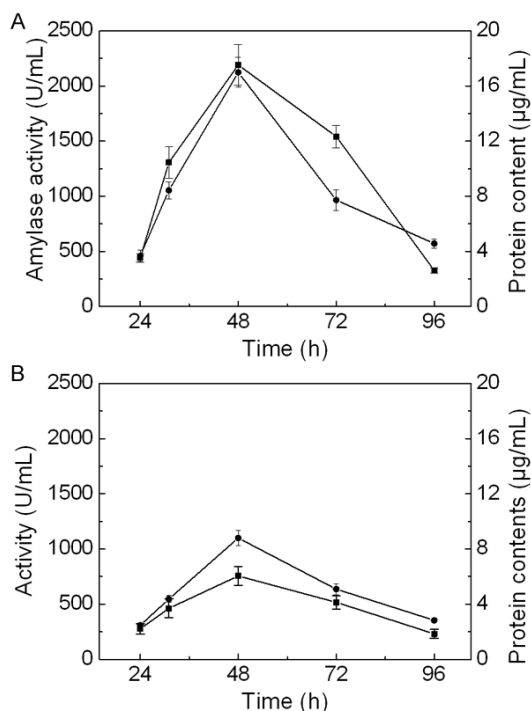 A
2500
2000
1500
1000
500
0
Amylase activity (U/mL)
20
16
12
8
4
0
Protein content (µg/mL)
24 48 72 96
Time (h)
B
2500
2000
1500
1000
500
0
Activity (U/mL)
20
16
12
8
4
0
Protein contents (µg/mL)
24 48 72 96
Time (h)